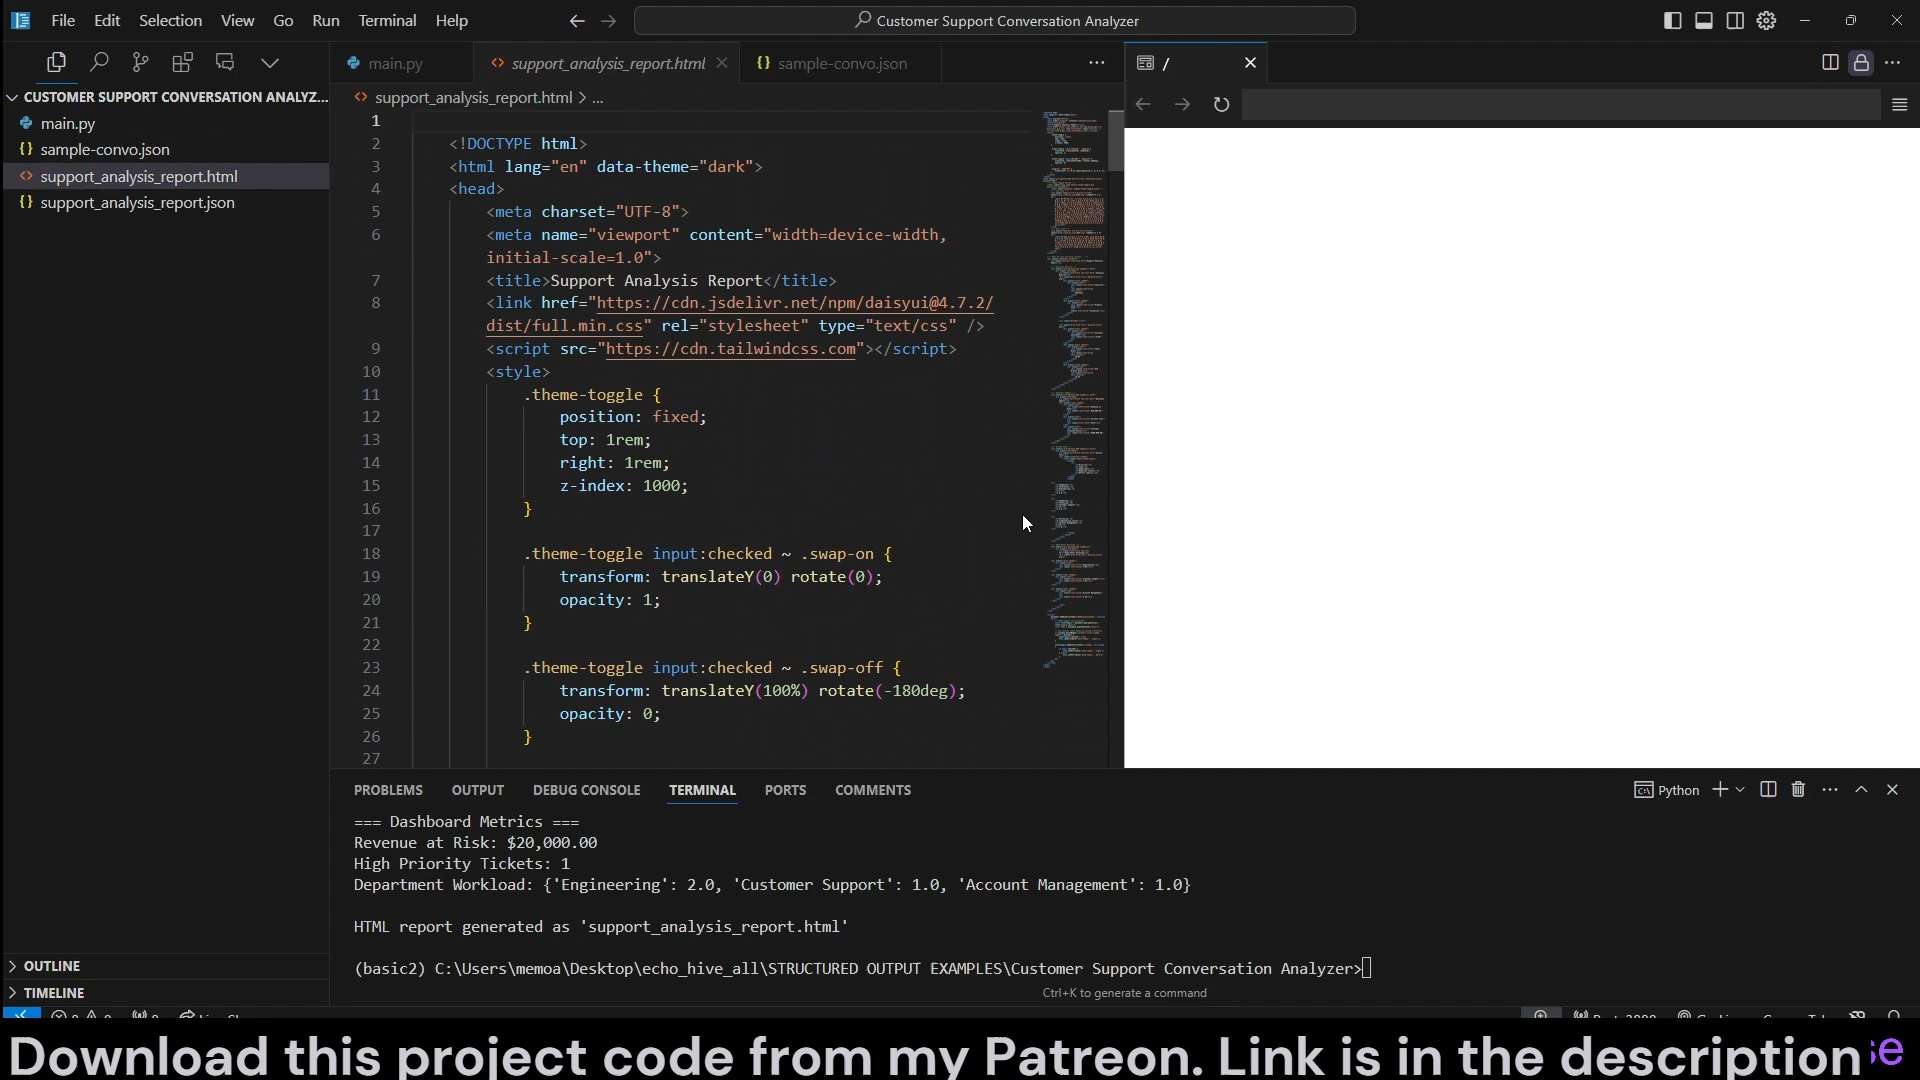 File Edit Selection View Go Run Terminal Help
Customer Support Conversation Analyzer
main.py
support_analysis_report.html
sample-convo.json
/
CUSTOMER SUPPORT CONVERSATION ANALYZ...
main.py
sample-convo.json
support_analysis_report.html
support_analysis_report.json
OUTLINE
TIMELINE
support_analysis_report.html > ...
1
2 <!DOCTYPE html>
3 <html lang="en" data-theme="dark">
4 <head>
5 <meta charset="UTF-8">
6 <meta name="viewport" content="width=device-width,
initial-scale=1.0">
7 <title>Support Analysis Report</title>
8 <link href="https://cdn.jsdelivr.net/npm/daisyui@4.7.2/
dist/full.min.css" rel="stylesheet" type="text/css" />
9 <script src="https://cdn.tailwindcss.com"></script>
10 <style>
11 .theme-toggle {
12 position: fixed;
13 top: 1rem;
14 right: 1rem;
15 z-index: 1000;
16 }
17
18 .theme-toggle input:checked ~ .swap-on {
19 transform: translateY(0) rotate(0);
20 opacity: 1;
21 }
22
23 .theme-toggle input:checked ~ .swap-off {
24 transform: translateY(100%) rotate(-180deg);
25 opacity: 0;
26 }
27
PROBLEMS OUTPUT DEBUG CONSOLE TERMINAL PORTS COMMENTS
Python
=== Dashboard Metrics ===
Revenue at Risk: $20,000.00
High Priority Tickets: 1
Department Workload: {'Engineering': 2.0, 'Customer Support': 1.0, 'Account Management': 1.0}
HTML report generated as 'support_analysis_report.html'
(basic2) C:\Users\memoa\Desktop\echo_hive_all\STRUCTURED OUTPUT EXAMPLES\Customer Support Conversation Analyzer>
Ctrl+K to generate a command
Download this project code from my Patreon. Link is in the description